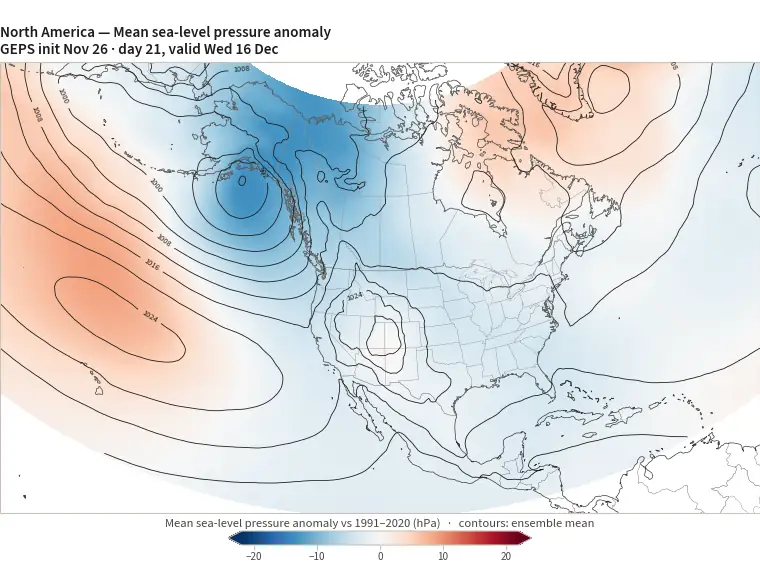 North America — Mean sea-level pressure anomaly
GEPS init Nov 26 · day 21, valid Wed 16 Dec
1008
1000
1008
1000
1008
1016
1024
1024
Mean sea-level pressure anomaly vs 1991–2020 (hPa) · contours: ensemble mean
−20 −10 0 10 20